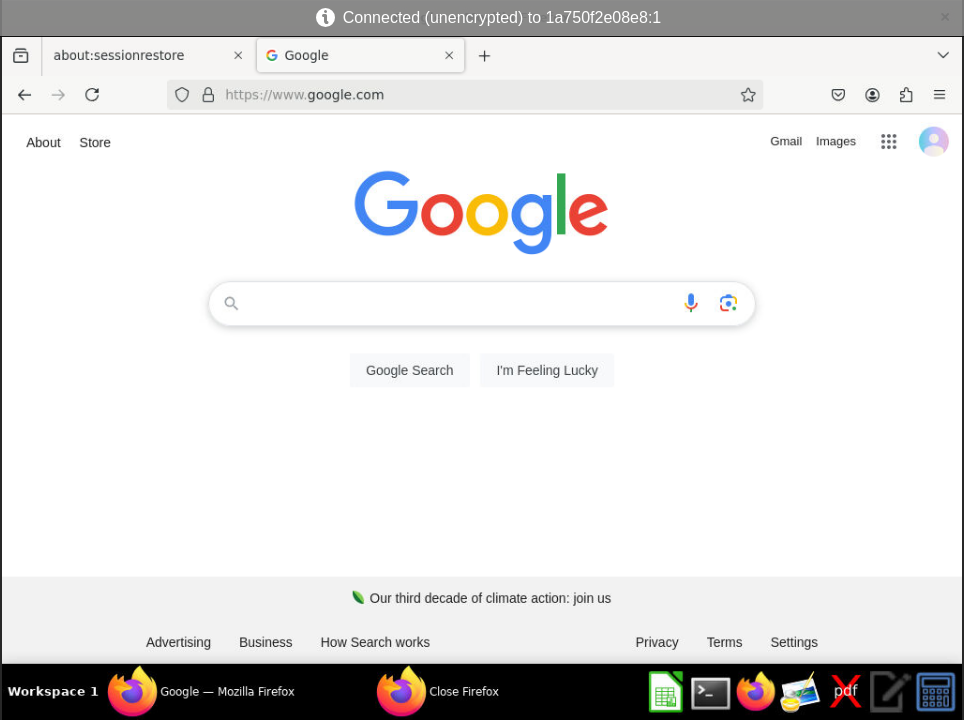 Connected (unencrypted) to 1a750f2e08e8:1
about:sessionrestore
Google
https://www.google.com
About Store
Gmail Images
Google
Google Search I'm Feeling Lucky
Our third decade of climate action: join us
Advertising Business How Search works Privacy Terms Settings
Workspace 1 Google — Mozilla Firefox Close Firefox pdf